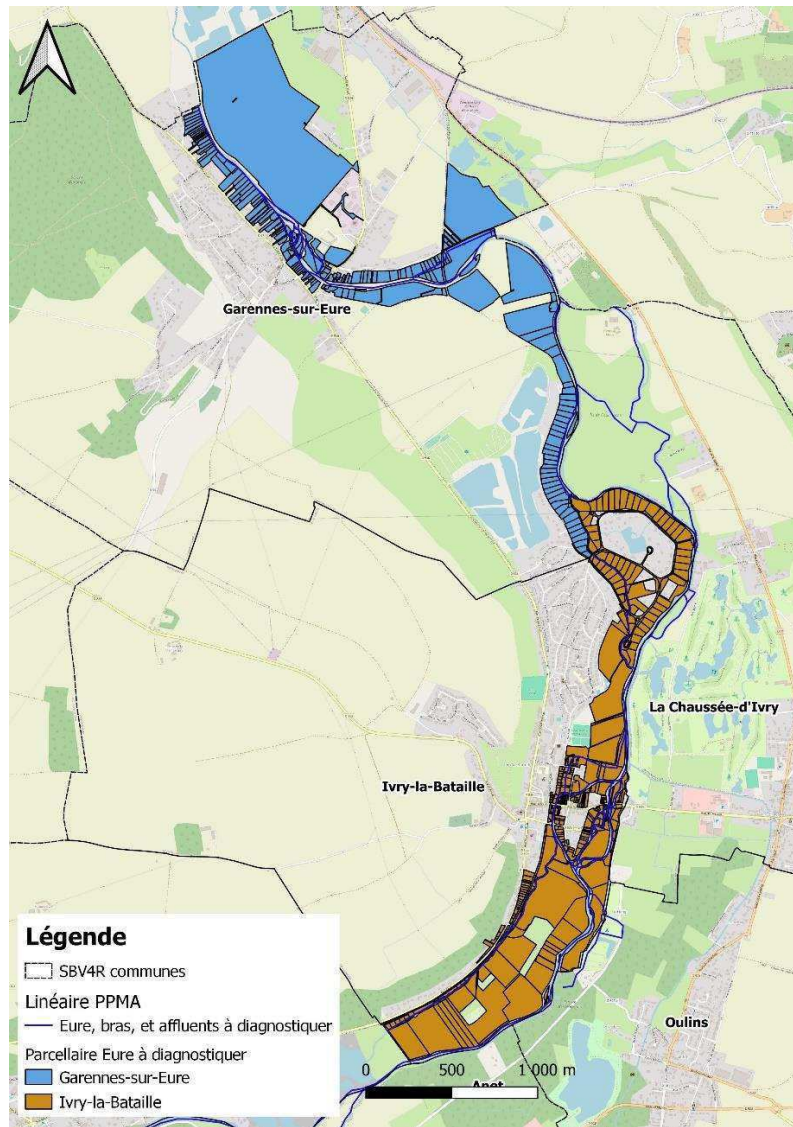 Garennes-sur-Eure
La Chaussée-d'Ivry
Ivry-la-Bataille
Oulins
Anet
Légende
SBV4R communes
Linéaire PPMA
Eure, bras, et affluents à diagnostiquer
Parcellaire Eure à diagnostiquer
Garennes-sur-Eure
Ivry-la-Bataille
0 500 1 000 m